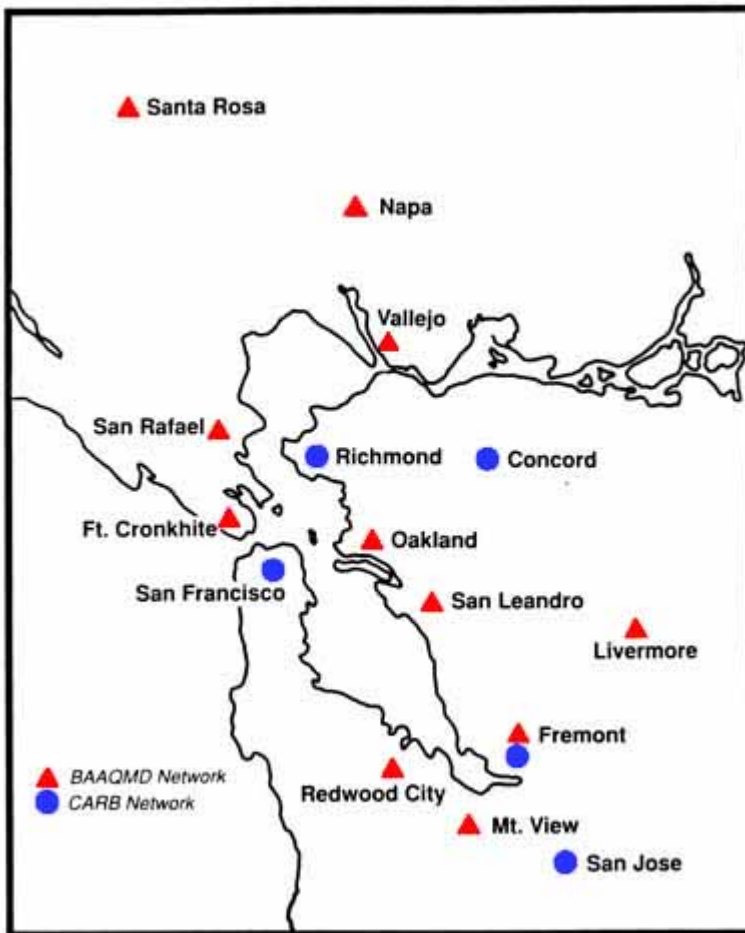 Santa Rosa
Napa
Vallejo
San Rafael
Richmond
Concord
Ft. Cronkhite
Oakland
San Francisco
San Leandro
Livermore
Fremont
BAAQMD Network
CARB Network
Redwood City
Mt. View
San Jose